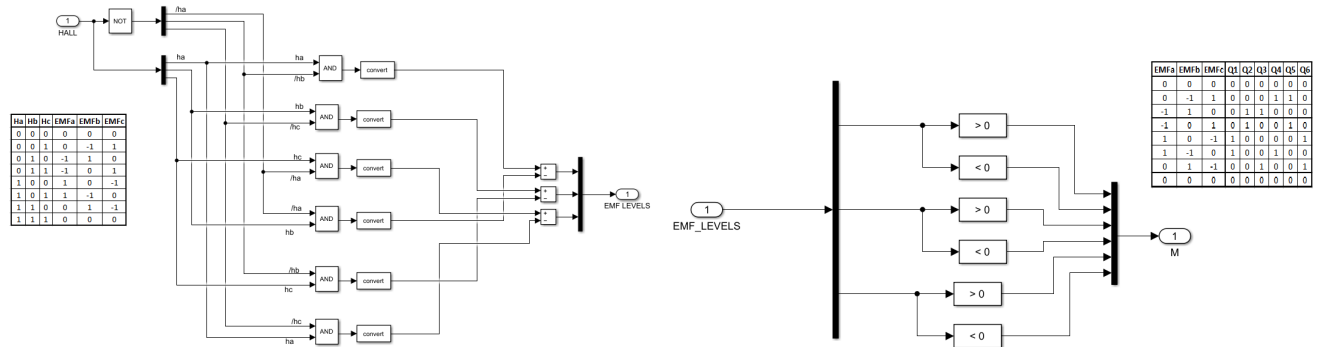 1
HALL
NOT
/ha
ha
ha
/hb
AND
convert
hb
/hc
AND
convert
hc
/ha
AND
convert
/ha
hb
AND
convert
/hb
hc
AND
convert
/hc
ha
AND
convert
+
−
+
−
+
−
1
EMF LEVELS
Ha Hb Hc EMFa EMFb EMFc
0 0 0 0 0 0
0 0 1 0 -1 1
0 1 0 -1 1 0
0 1 1 -1 0 1
1 0 0 1 0 -1
1 0 1 1 -1 0
1 1 0 0 1 -1
1 1 1 0 0 0
1
EMF_LEVELS
> 0
< 0
> 0
< 0
> 0
< 0
1
M
EMFa EMFb EMFc Q1 Q2 Q3 Q4 Q5 Q6
0 0 0 0 0 0 0 0 0
0 -1 1 0 0 0 1 1 0
-1 1 0 0 1 1 0 0 0
-1 0 1 0 1 0 0 1 0
1 0 -1 1 0 0 0 0 1
1 -1 0 1 0 0 1 0 0
0 1 -1 0 0 1 0 0 1
0 0 0 0 0 0 0 0 0